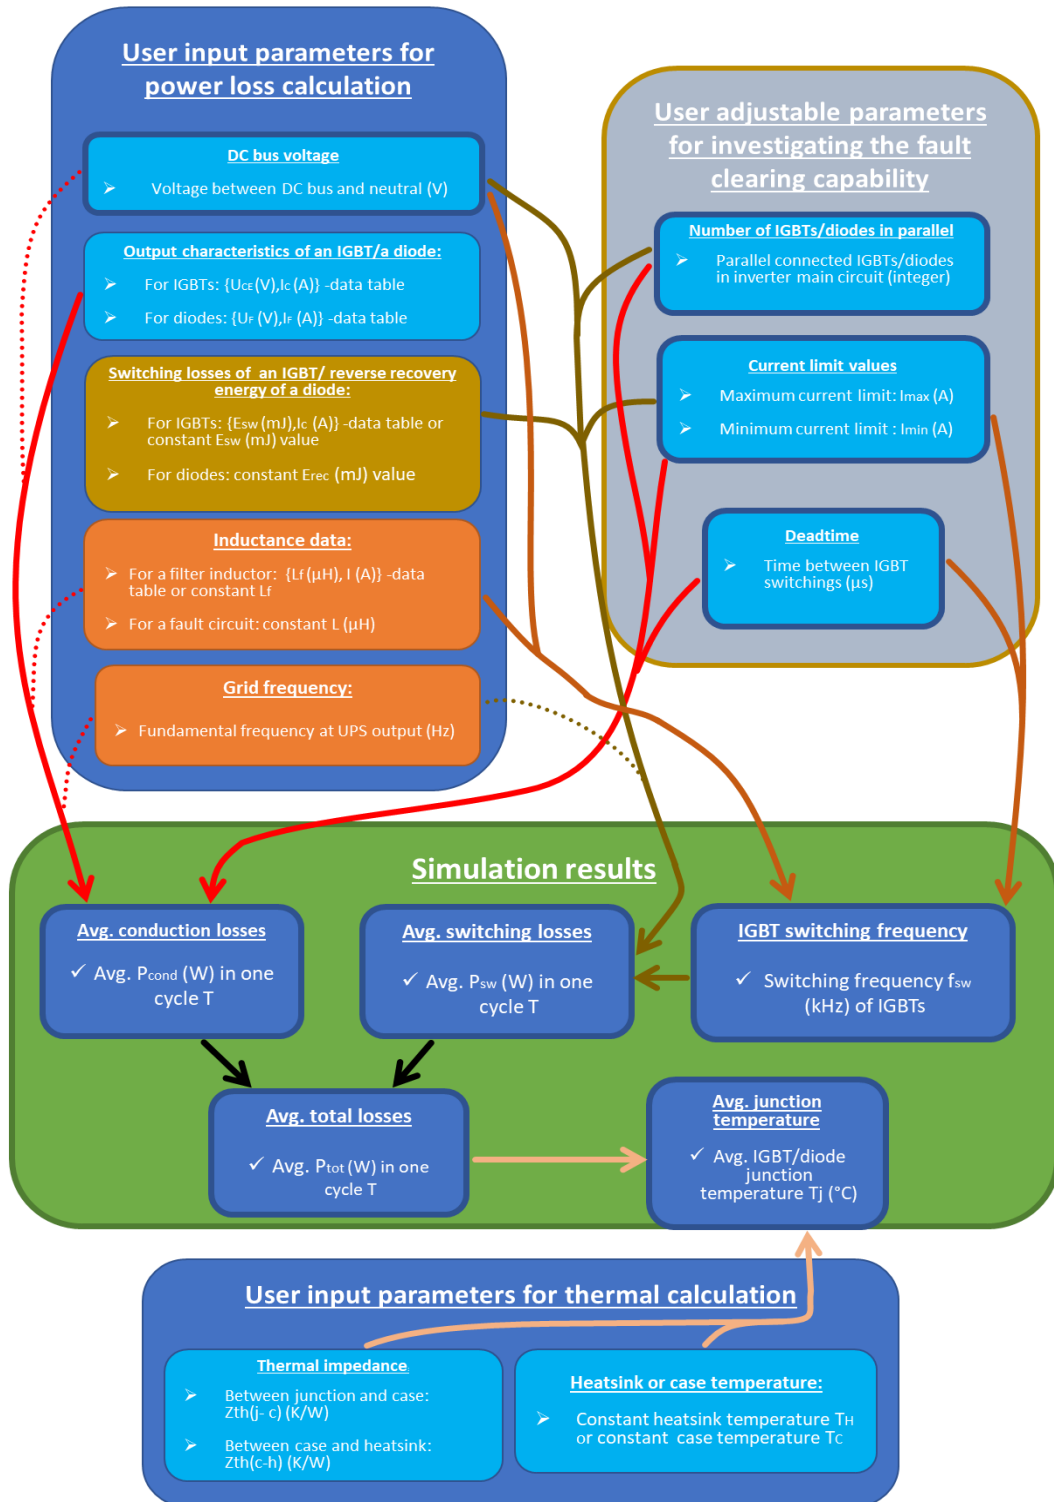 User input parameters for
power loss calculation
DC bus voltage
➢ Voltage between DC bus and neutral (V)
Output characteristics of an IGBT/a diode:
➢ For IGBTs: {UCE (V),IC (A)} -data table
➢ For diodes: {UF (V),IF (A)} -data table
Switching losses of an IGBT/ reverse recovery
energy of a diode:
➢ For IGBTs: {Esw (mJ),Ic (A)} -data table or
constant Esw (mJ) value
➢ For diodes: constant Erec (mJ) value
Inductance data:
➢ For a filter inductor: {Lf (μH), I (A)} -data
table or constant Lf
➢ For a fault circuit: constant L (μH)
Grid frequency:
➢ Fundamental frequency at UPS output (Hz)
User adjustable parameters
for investigating the fault
clearing capability
Number of IGBTs/diodes in parallel
➢ Parallel connected IGBTs/diodes
in inverter main circuit (integer)
Current limit values
➢ Maximum current limit: Imax (A)
➢ Minimum current limit : Imin (A)
Deadtime
➢ Time between IGBT
switchings (μs)
Simulation results
Avg. conduction losses
✓ Avg. Pcond (W) in one
cycle T
Avg. switching losses
✓ Avg. Psw (W) in one
cycle T
IGBT switching frequency
✓ Switching frequency fsw
(kHz) of IGBTs
Avg. total losses
✓ Avg. Ptot (W) in one
cycle T
Avg. junction
temperature
✓ Avg. IGBT/diode
junction
temperature Tj (°C)
User input parameters for thermal calculation
Thermal impedance
➢ Between junction and case:
Zth(j- c) (K/W)
➢ Between case and heatsink:
Zth(c-h) (K/W)
Heatsink or case temperature:
➢ Constant heatsink temperature TH
or constant case temperature TC